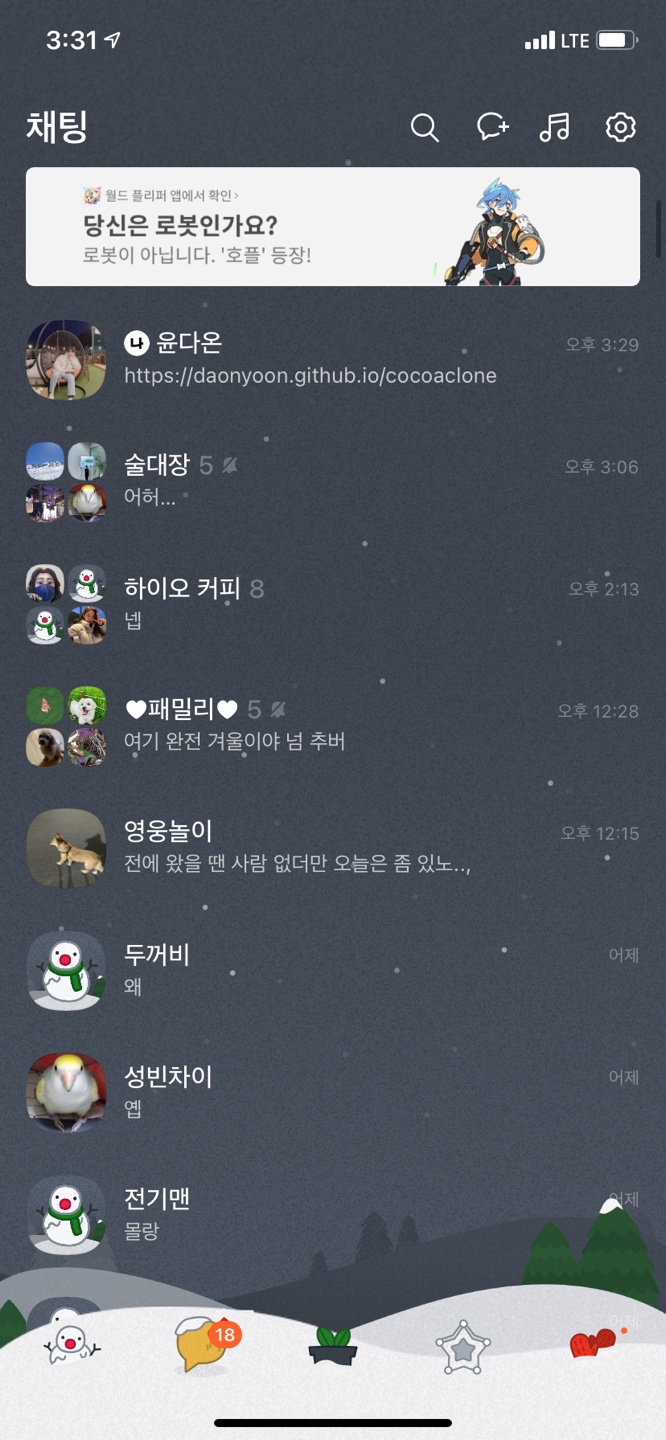 3:31
LTE
채팅
월드 플리퍼 앱에서 확인 ›
당신은 로봇인가요?
로봇이 아닙니다. '호플' 등장!
나 윤다온
오후 3:29
https://daonyoon.github.io/cocoaclone
술대장 5
오후 3:06
어허...
하이오 커피 8
오후 2:13
넵
♥패밀리♥ 5
오후 12:28
여기 완전 겨울이야 넘 추버
영웅놀이
오후 12:15
전에 왔을 땐 사람 없더만 오늘은 좀 있노..,
두꺼비
어제
왜
성빈차이
어제
옙
전기맨
어제
몰랑
18